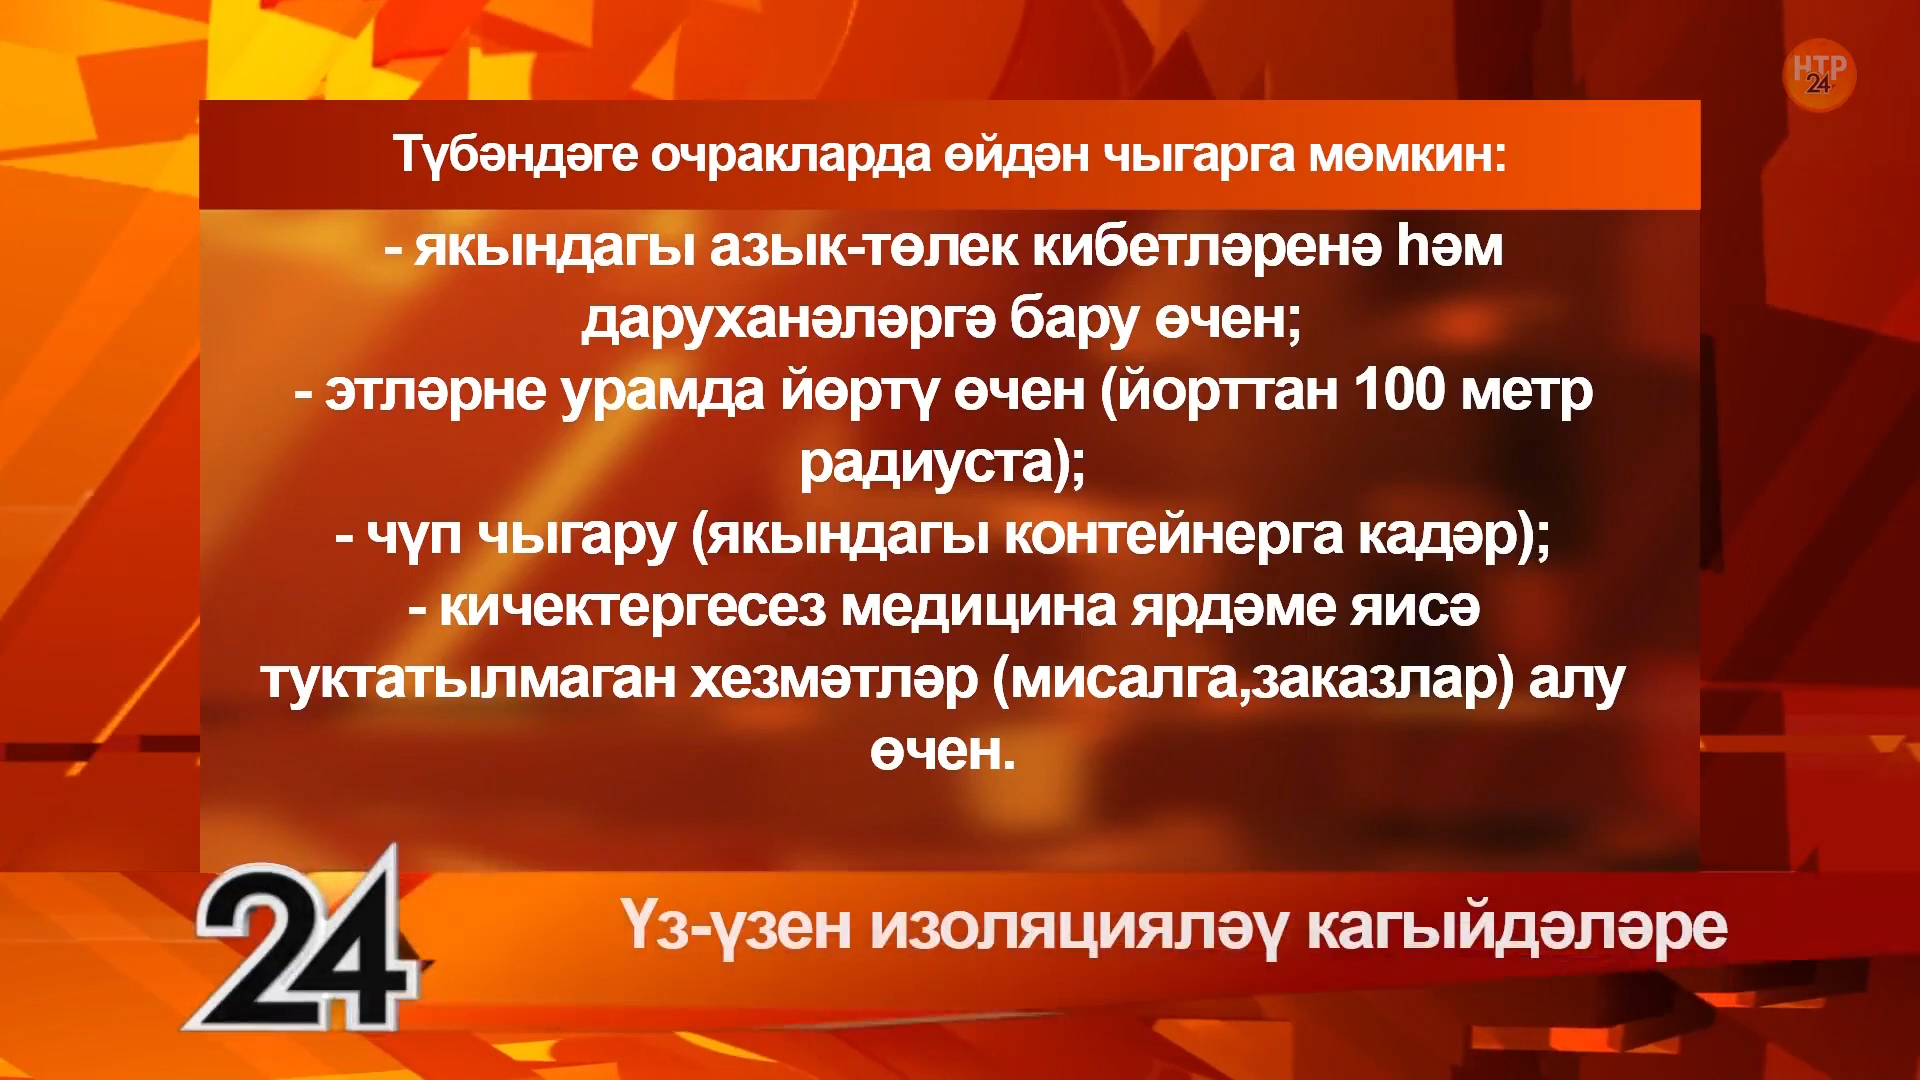 НТР
24
Түбәндәге очракларда өйдән чыгарга мөмкин:
- якындагы азык-төлек кибетләренә һәм
даруханәләргә бару өчен;
- этләрне урамда йөртү өчен (йорттан 100 метр
радиуста);
- чүп чыгару (якындагы контейнерга кадәр);
- кичектергесез медицина ярдәме яисә
туктатылмаган хезмәтләр (мисалга,заказлар) алу
өчен.
24
Үз-үзен изоляцияләү кагыйдәләре